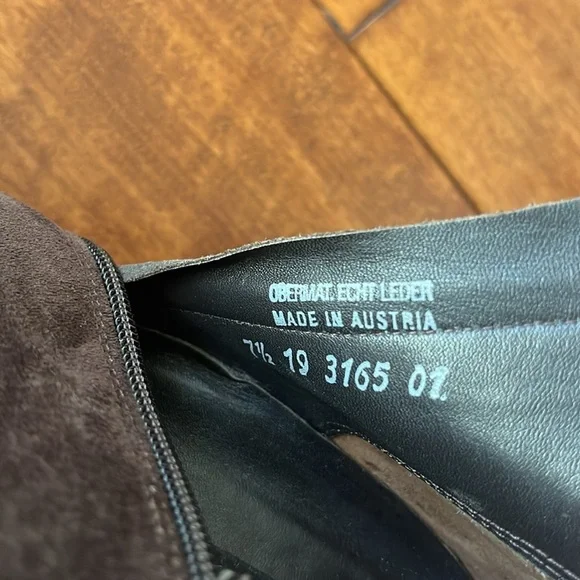 OBERMAT. ECHT LEDER
MADE IN AUSTRIA
7½ 19 3165 01